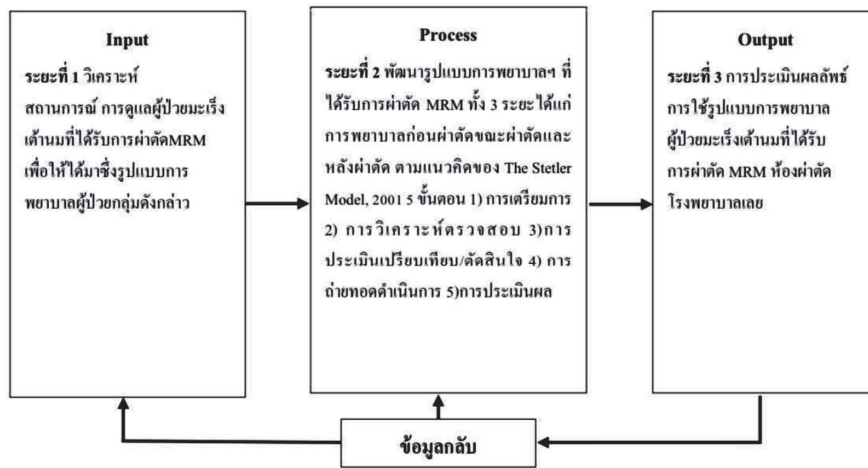 Input
ระยะที่ 1 วิเคราะห์
สถานการณ์ การดูแลผู้ป่วยมะเร็ง
เต้านมที่ได้รับการผ่าตัดMRM
เพื่อให้ได้มาซึ่งรูปแบบการ
พยาบาลผู้ป่วยกลุ่มดังกล่าว
Process
ระยะที่ 2 พัฒนารูปแบบการพยาบาลฯ ที่
ได้รับการผ่าตัด MRM ทั้ง 3 ระยะได้แก่
การพยาบาลก่อนผ่าตัดขณะผ่าตัดและ
หลังผ่าตัด ตามแนวคิดของ The Stetler
Model, 2001 5 ขั้นตอน 1) การเตรียมการ
2) การวิเคราะห์ตรวจสอบ 3)การ
ประเมินเปรียบเทียบ/ตัดสินใจ 4) การ
ถ่ายทอดดำเนินการ 5)การประเมินผล
Output
ระยะที่ 3 การประเมินผลลัพธ์
การใช้รูปแบบการพยาบาล
ผู้ป่วยมะเร็งเต้านมที่ได้รับ
การผ่าตัด MRM ห้องผ่าตัด
โรงพยาบาลเลย
ข้อมูลกลับ